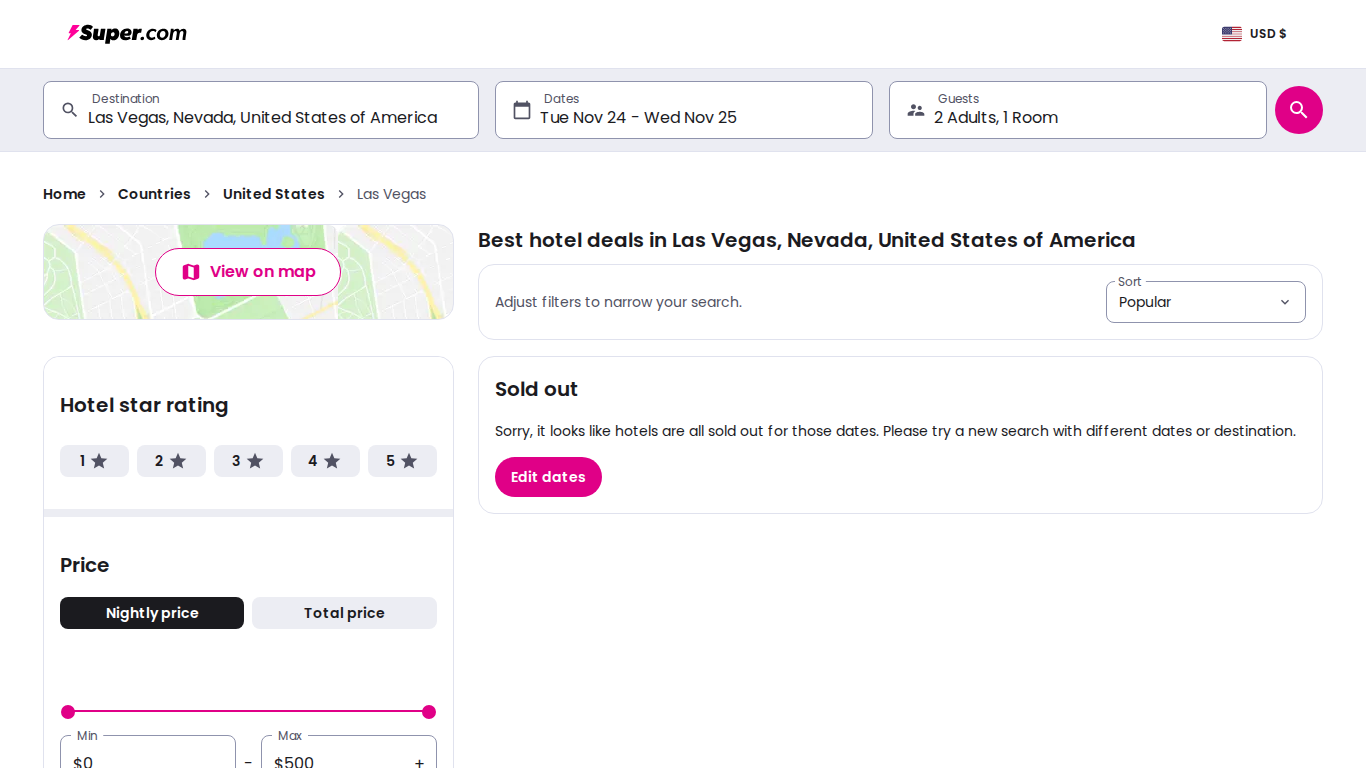 Super.com
USD $
Destination
Las Vegas, Nevada, United States of America
Dates
Tue Nov 24 - Wed Nov 25
Guests
2 Adults, 1 Room
Home > Countries > United States > Las Vegas
View on map
Best hotel deals in Las Vegas, Nevada, United States of America
Adjust filters to narrow your search.
Sort
Popular
Hotel star rating
1 2 3 4 5
Sold out
Sorry, it looks like hotels are all sold out for those dates. Please try a new search with different dates or destination.
Edit dates
Price
Nightly price
Total price
Min
$0
-
Max
$500
+